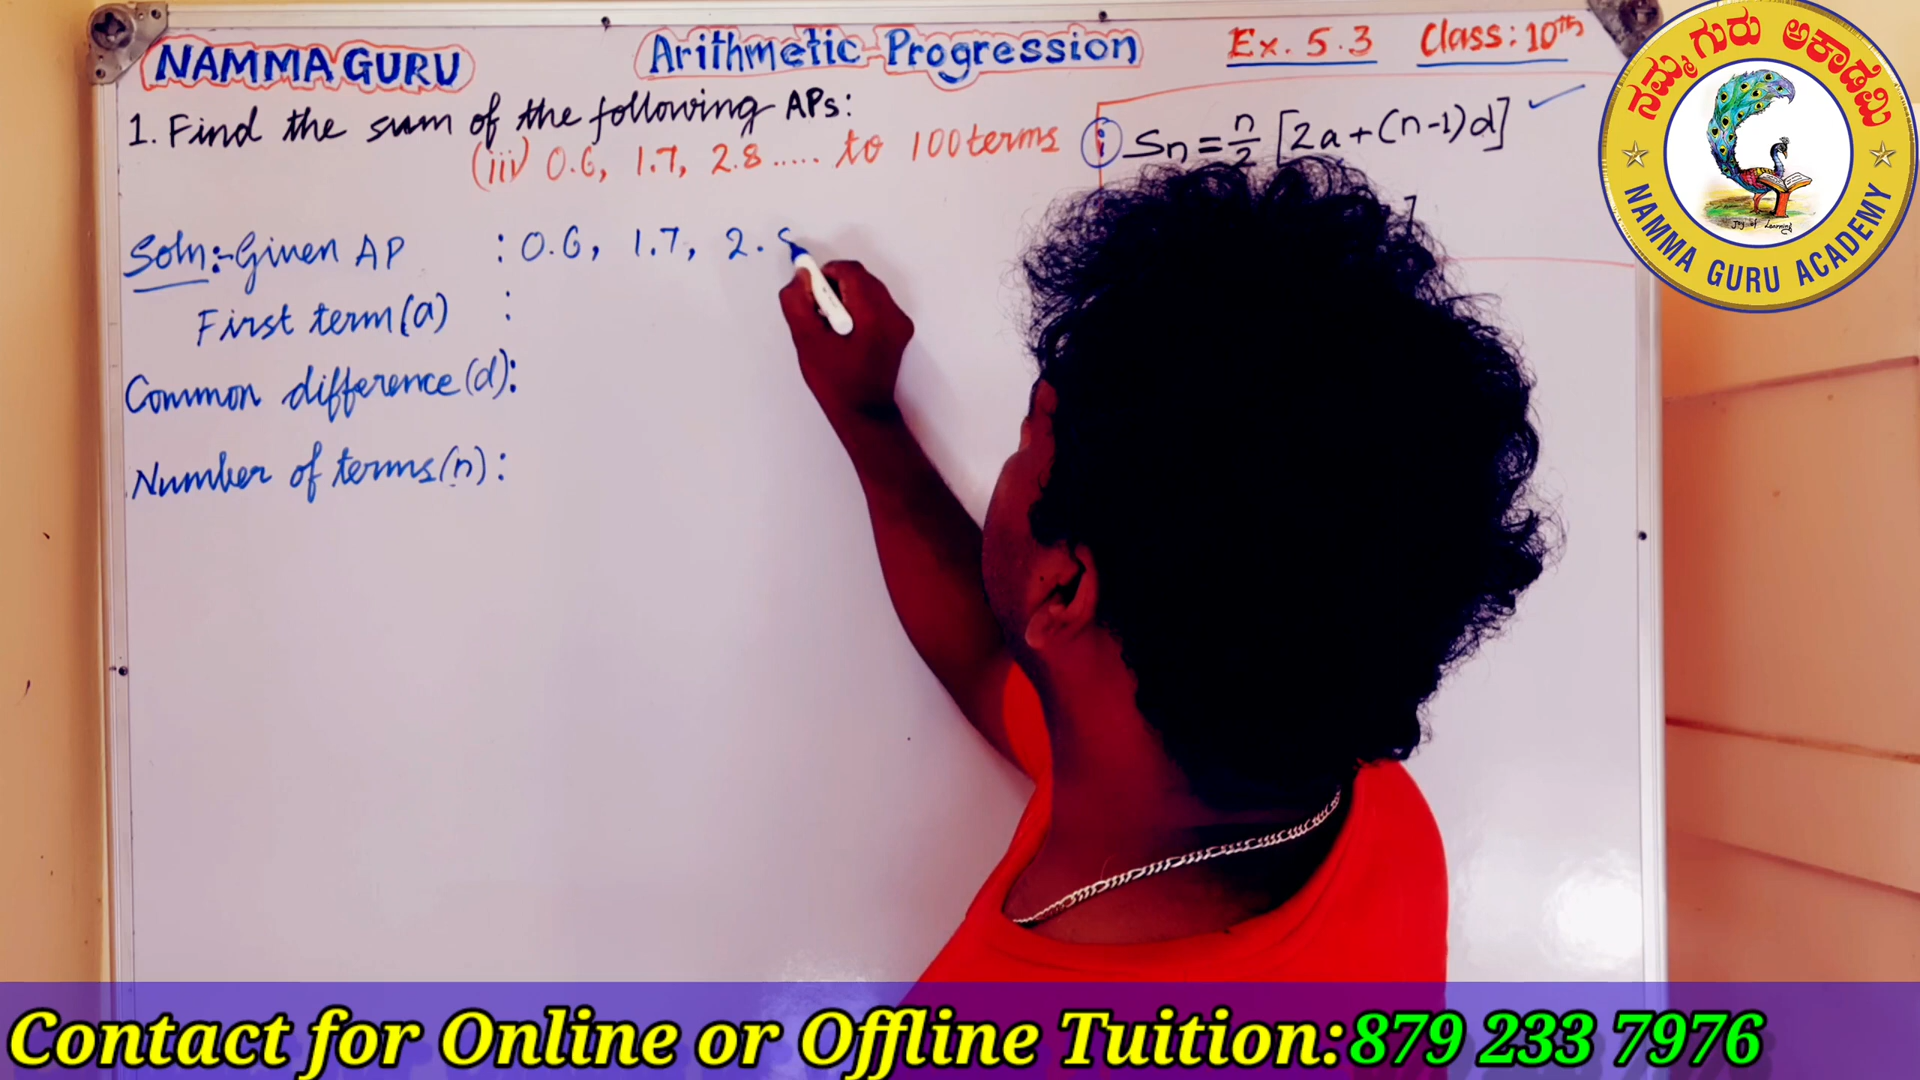 NAMMA GURU Arithmetic Progression Ex. 5.3 Class: 10th
1. Find the sum of the following APs:
(iii) 0.6, 1.7, 2.8 ..... to 100 terms
(i) Sn = n/2 [2a + (n-1)d] ✓
]
Soln:- Given AP : 0.6, 1.7, 2.
First term (a) :
Common difference (d) :
Number of terms (n) :
ನಮ್ಮ ಗುರು ಅಕಾಡೆಮಿ
NAMMA GURU ACADEMY
Joy of Learning
Contact for Online or Offline Tuition: 879 233 7976